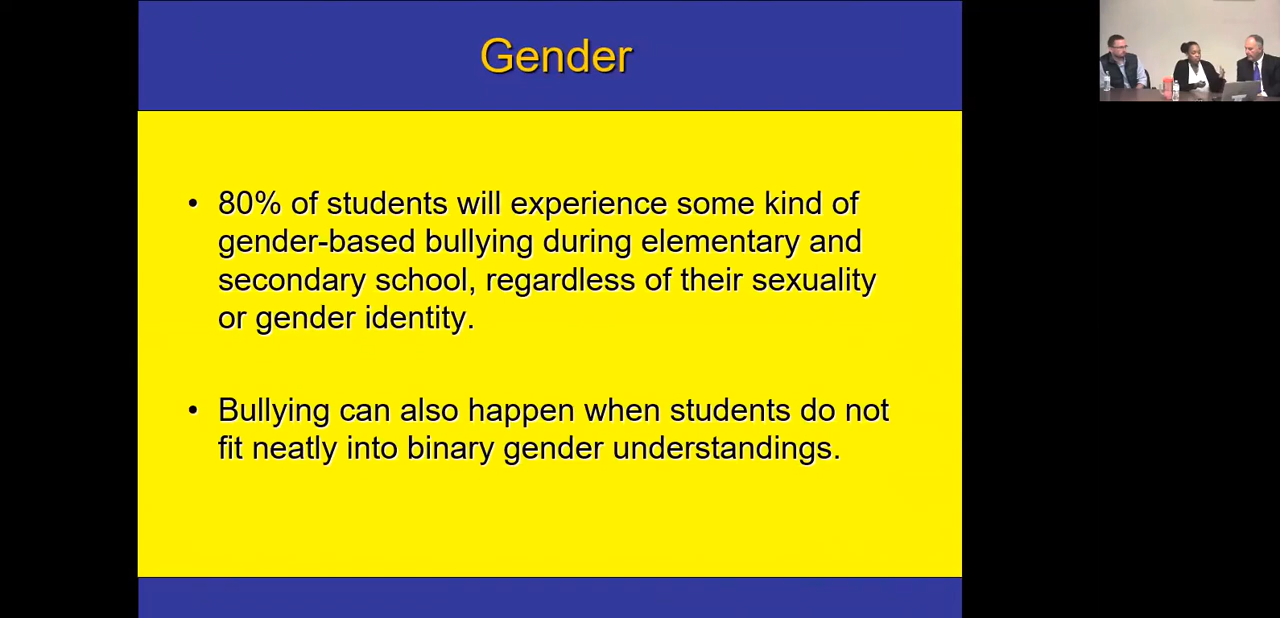 Gender
• 80% of students will experience some kind of
gender-based bullying during elementary and
secondary school, regardless of their sexuality
or gender identity.
• Bullying can also happen when students do not
fit neatly into binary gender understandings.